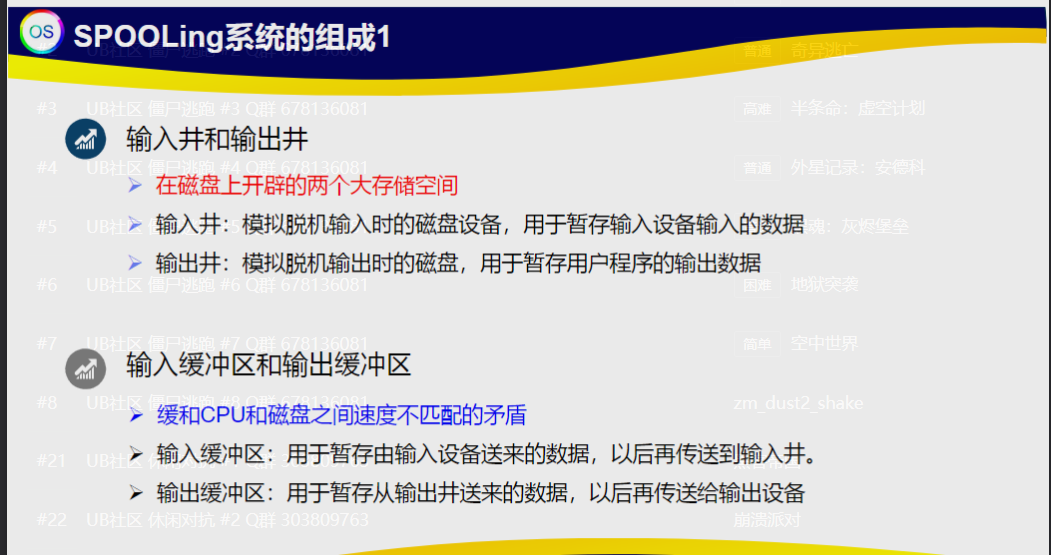 OS
SPOOLing系统的组成1
普通 奇异逃亡
#3 UB社区 僵尸逃跑 #3 Q群 678136081 高难 半条命：虚空计划
输入井和输出井
#4 UB社区 僵尸逃跑 #4 Q群 678136081 普通 外星记录：安德科
在磁盘上开辟的两个大存储空间
输入井：模拟脱机输入时的磁盘设备，用于暂存输入设备输入的数据
#5 UB社区 灰烬堡垒
输出井：模拟脱机输出时的磁盘，用于暂存用户程序的输出数据
#6 UB社区 僵尸逃跑 #6 Q群 678136081 困难 地狱突袭
#7 UB社区 僵尸逃跑 #7 Q群 678136081 简单 空中世界
输入缓冲区和输出缓冲区
#8 UB社区 僵尸逃跑 #8 Q群 678136081 zm_dust2_shake
缓和CPU和磁盘之间速度不匹配的矛盾
输入缓冲区：用于暂存由输入设备送来的数据，以后再传送到输入井。
#21 UB社区
输出缓冲区：用于暂存从输出井送来的数据，以后再传送给输出设备
#22 UB社区 休闲对抗 #2 Q群 303809763 崩溃派对